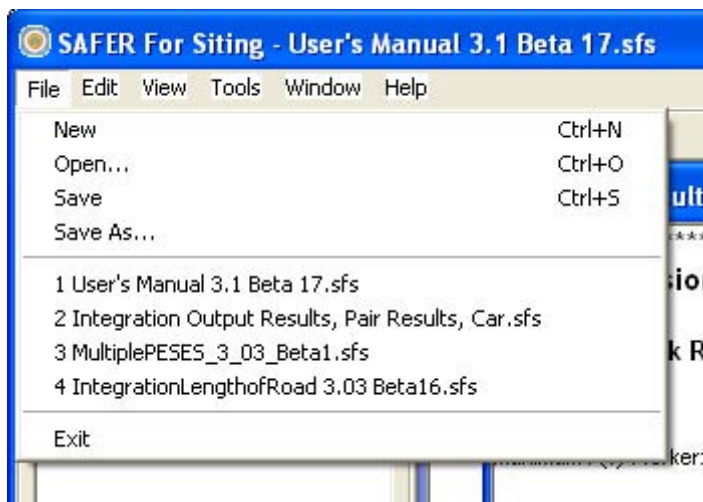 SAFER For Siting - User's Manual 3.1 Beta 17.sfs
File Edit View Tools Window Help
New Ctrl+N
Open... Ctrl+O
Save Ctrl+S
Save As...
1 User's Manual 3.1 Beta 17.sfs
2 Integration Output Results, Pair Results, Car.sfs
3 MultiplePESES_3_03_Beta1.sfs
4 IntegrationLengthofRoad 3.03 Beta16.sfs
Exit